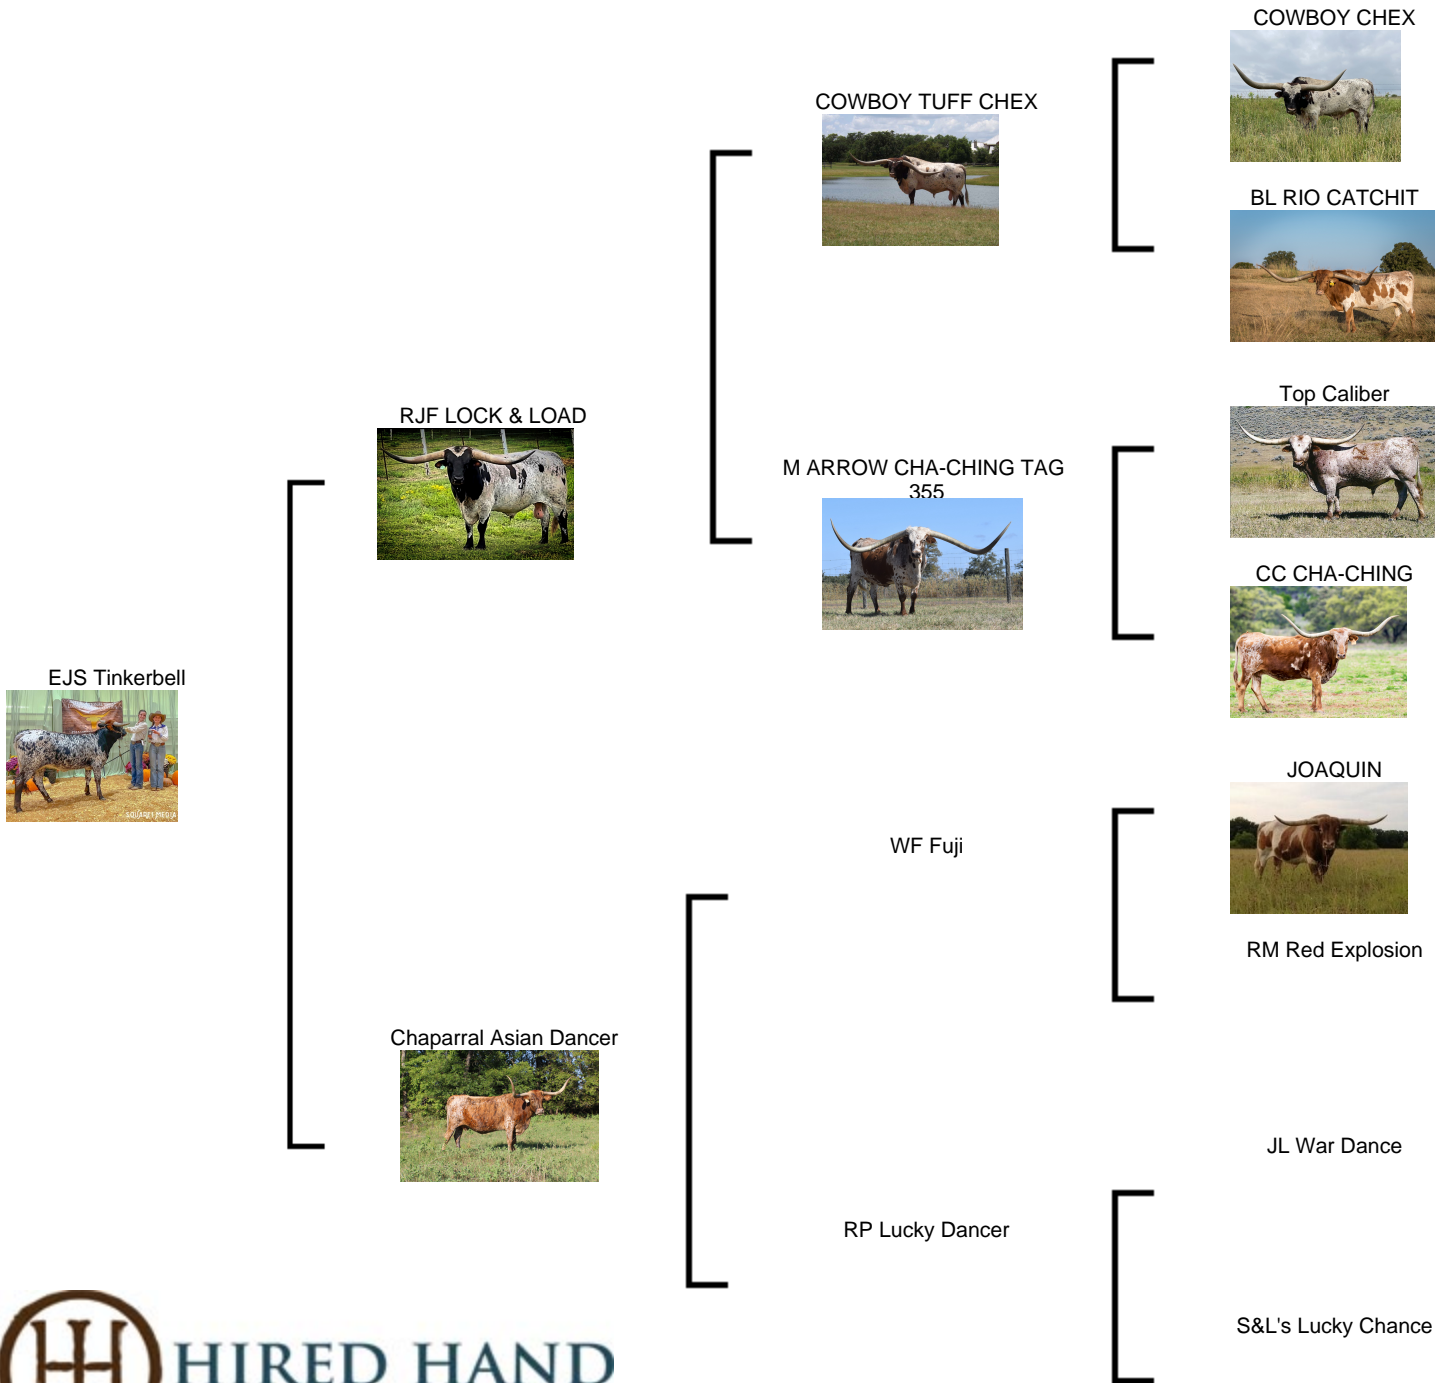 COWBOY CHEX
COWBOY TUFF CHEX
BL RIO CATCHIT
Top Caliber
RJF LOCK & LOAD
M ARROW CHA-CHING TAG
355
CC CHA-CHING
EJS Tinkerbell
SQUARED MEDIA
JOAQUIN
WF Fuji
RM Red Explosion
Chaparral Asian Dancer
JL War Dance
RP Lucky Dancer
S&L's Lucky Chance
HIRED HAND